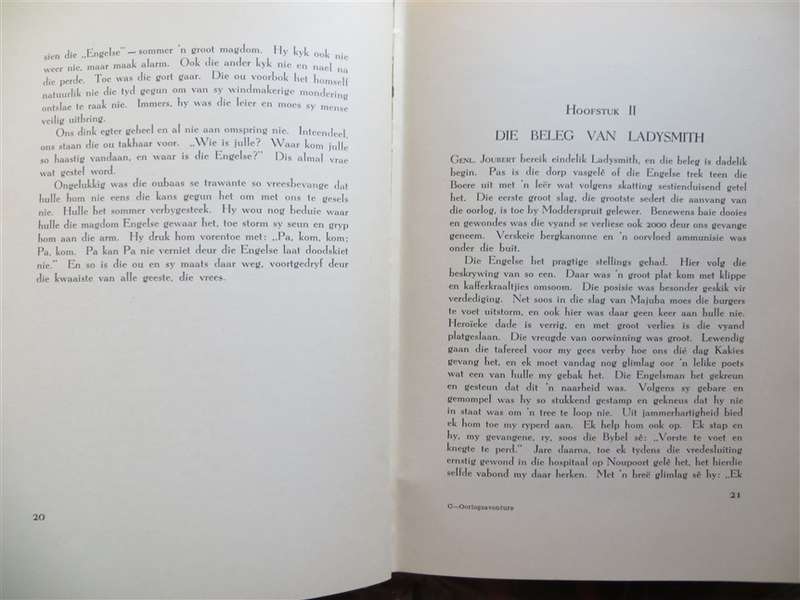 sien die „Engelse” — sommer 'n groot magdom. Hy kyk ook nie
weer nie, maar maak alarm. Ook die ander kyk nie en nael na
die perde. Toe was die gort gaar. Die ou voorbok het homself
natuurlik nie die tyd gegun om van sy windmakerige mondering
ontslae te raak nie. Immers, hy was die leier en moes sy mense
veilig uitbring.
Ons dink egter geheel en al nie aan omspring nie. Inteendeel,
ons staan die ou takhaar voor. „Wie is julle? Waar kom julle
so haastig vandaan, en waar is die Engelse?” Dis almal vrae
wat gestel word.
Ongelukkig was die oubaas se trawante so vreesbevange dat
hulle hom nie eens die kans gegun het om met ons te gesels
nie. Hulle het sommer verbygesteek. Hy wou nog beduie waar
hulle die magdom Engelse gewaar het, toe storm sy seun en gryp
hom aan die arm. Hy druk hom vorentoe met: „Pa, kom, kom;
Pa, kom. Pa kan Pa nie verniet deur die Engelse laat doodskiet
nie.” En so is die ou en sy maats daar weg, voortgedryf deur
die kwaaiste van alle geeste, die vrees.
20
Hoofstuk II
DIE BELEG VAN LADYSMITH
Genl. Joubert bereik eindelik Ladysmith, en die beleg is dadelik
begin. Pas is die dorp vasgelê of die Engelse trek teen die
Boere uit met 'n leër wat volgens skatting sestienduisend getel
het. Die eerste groot slag, die grootste sedert die aanvang van
die oorlog, is toe by Modderspruit gelewer. Benewens baie dooies
en gewondes was die vyand se verliese ook 2000 deur ons gevange
geneem. Verskeie bergkanonne en 'n oorvloed ammunisie was
onder die buit.
Die Engelse het pragtige stellings gehad. Hier volg die
beskrywing van so een. Daar was 'n groot plat kom met klippe
en kafferkraaltjies omsoom. Die posisie was besonder geskik vir
verdediging. Net soos in die slag van Majuba moes die burgers
te voet uitstorm, en ook hier was daar geen keer aan hulle nie.
Heroïeke dade is verrig, en met groot verlies is die vyand
platgeslaan. Die vreugde van oorwinning was groot. Lewendig
gaan die tafereel voor my gees verby hoe ons dié dag Kakies
gevang het, en ek moet vandag nog glimlag oor 'n lelike poets
wat een van hulle my gebak het. Die Engelsman het gekreun
en gesteun dat dit 'n naarheid was. Volgens sy gebare en
gemompel was hy so stukkend gestamp en gekneus dat hy nie
in staat was om 'n tree te loop nie. Uit jammerhartigheid bied
ek hom toe my ryperd aan. Ek help hom ook op. Ek stap en
hy, my gevangene, ry, soos die Bybel sê: „Vorste te voet en
knegte te perd.” Jare daarna, toe ek tydens die vredesluiting
ernstig gewond in die hospitaal op Noupoort gelê het, het hierdie
selfde vabond my daar herken. Met 'n breë glimlag sê hy: „Ek
21
C—Oorlogsavonture